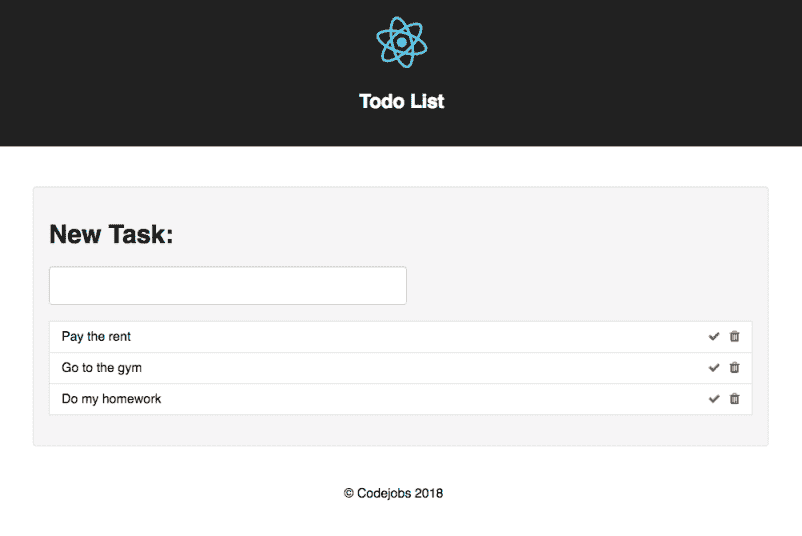 Todo List
New Task:
Pay the rent
Go to the gym
Do my homework
© Codejobs 2018